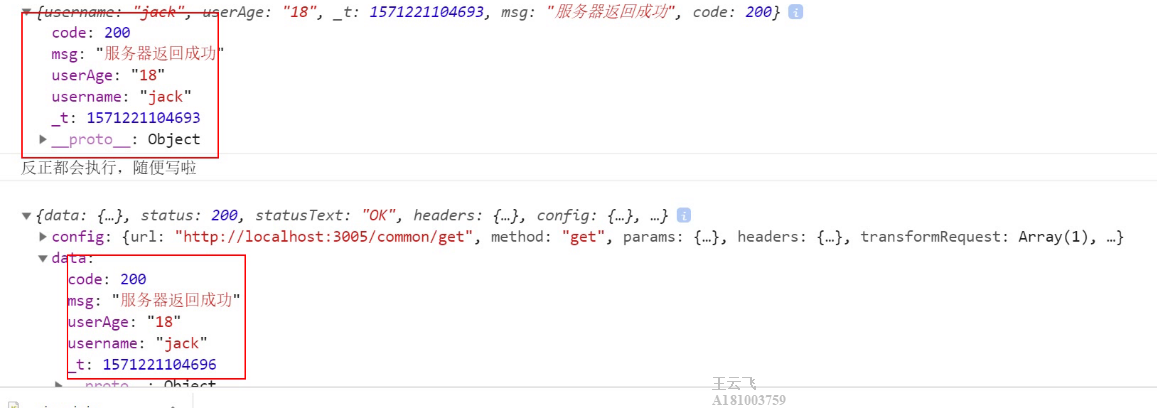 {username: "jack", userAge: "18", _t: 1571221104693, msg: "服务器返回成功", code: 200}
code: 200
msg: "服务器返回成功"
userAge: "18"
username: "jack"
_t: 1571221104693
__proto__: Object
反正都会执行，随便写啦
{data: {…}, status: 200, statusText: "OK", headers: {…}, config: {…}, …}
config: {url: "http://localhost:3005/common/get", method: "get", params: {…}, headers: {…}, transformRequest: Array(1), …}
data:
code: 200
msg: "服务器返回成功"
userAge: "18"
username: "jack"
_t: 1571221104696
__proto__: Object
王云飞
A181003759